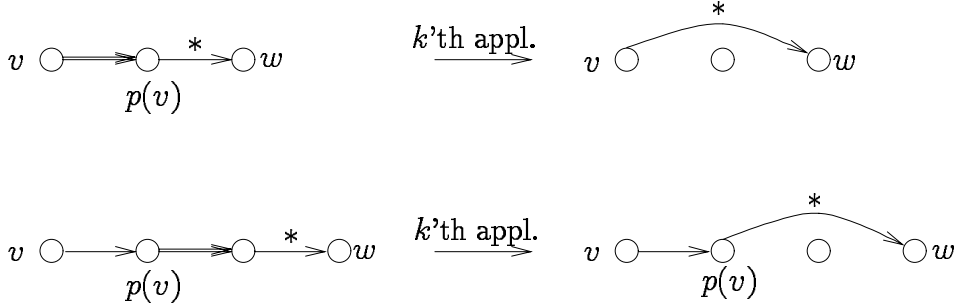 * k'th appl. *
v w v w
p(v)
* k'th appl. *
v w v w
p(v) p(v)